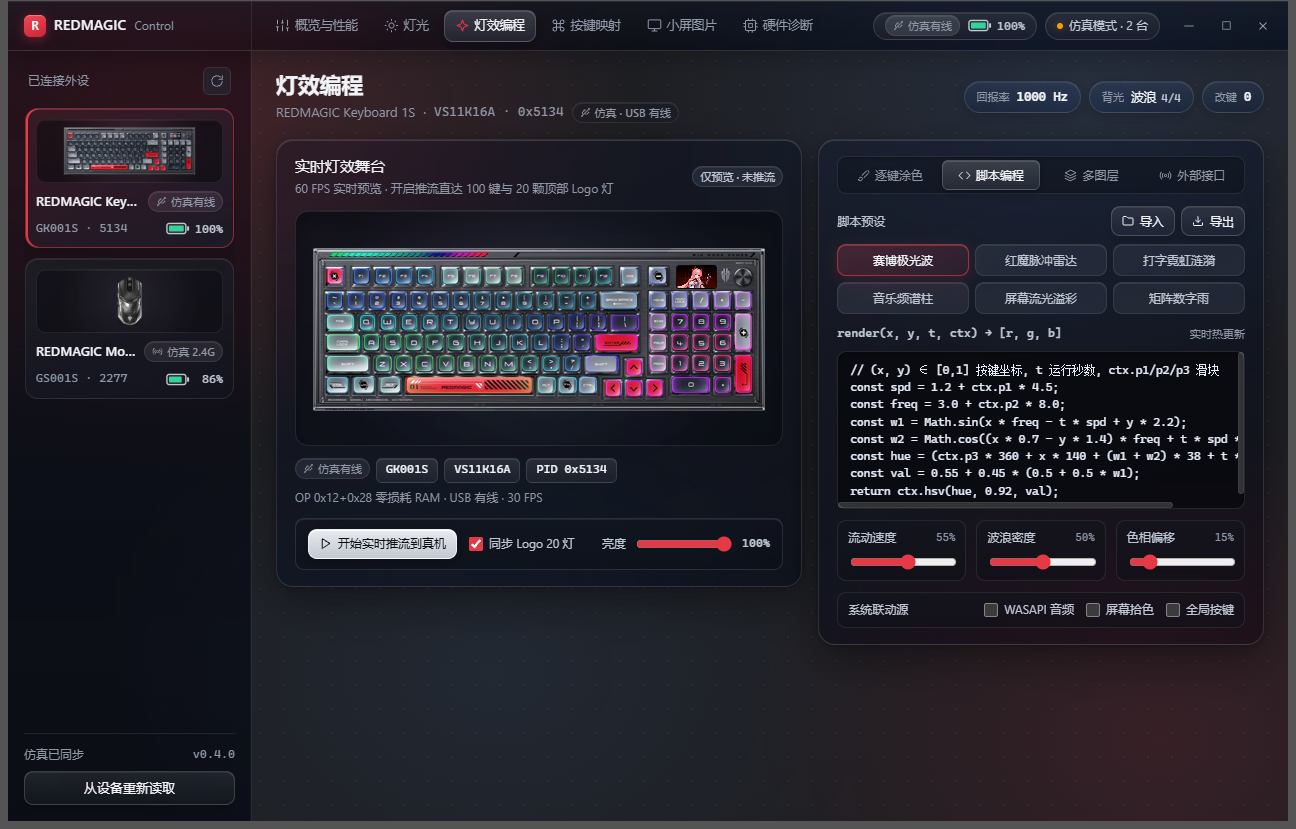 R REDMAGIC Control
概览与性能 灯光 灯效编程 按键映射 小屏图片 硬件诊断
仿真有线 100% 仿真模式 · 2 台
已连接外设
REDMAGIC Key... 仿真有线
GK001S · 5134 100%
REDMAGIC Mo... 仿真 2.4G
GS001S · 2277 86%
仿真已同步 v0.4.0
从设备重新读取
灯效编程
REDMAGIC Keyboard 1S · VS11K16A · 0x5134 仿真 · USB 有线
回报率 1000 Hz 背光 波浪 4/4 改键 0
实时灯效舞台
60 FPS 实时预览 · 开启推流直达 100 键与 20 颗顶部 Logo 灯
仅预览 · 未推流
仿真有线 GK001S VS11K16A PID 0x5134
OP 0x12+0x28 零损耗 RAM · USB 有线 · 30 FPS
开始实时推流到真机 同步 Logo 20 灯 亮度 100%
逐键涂色 脚本编程 多图层 外部接口
脚本预设 导入 导出
赛博极光波 红魔脉冲雷达 打字霓虹涟漪
音乐频谱柱 屏幕流光溢彩 矩阵数字雨
render(x, y, t, ctx) → [r, g, b] 实时热更新
// (x, y) ∈ [0,1] 按键坐标, t 运行秒数, ctx.p1/p2/p3 滑块
const spd = 1.2 + ctx.p1 * 4.5;
const freq = 3.0 + ctx.p2 * 8.0;
const w1 = Math.sin(x * freq - t * spd + y * 2.2);
const w2 = Math.cos((x * 0.7 - y * 1.4) * freq + t * spd *
const hue = (ctx.p3 * 360 + x * 140 + (w1 + w2) * 38 + t *
const val = 0.55 + 0.45 * (0.5 + 0.5 * w1);
return ctx.hsv(hue, 0.92, val);
流动速度 55% 波浪密度 50% 色相偏移 15%
系统联动源 WASAPI 音频 屏幕拾色 全局按键